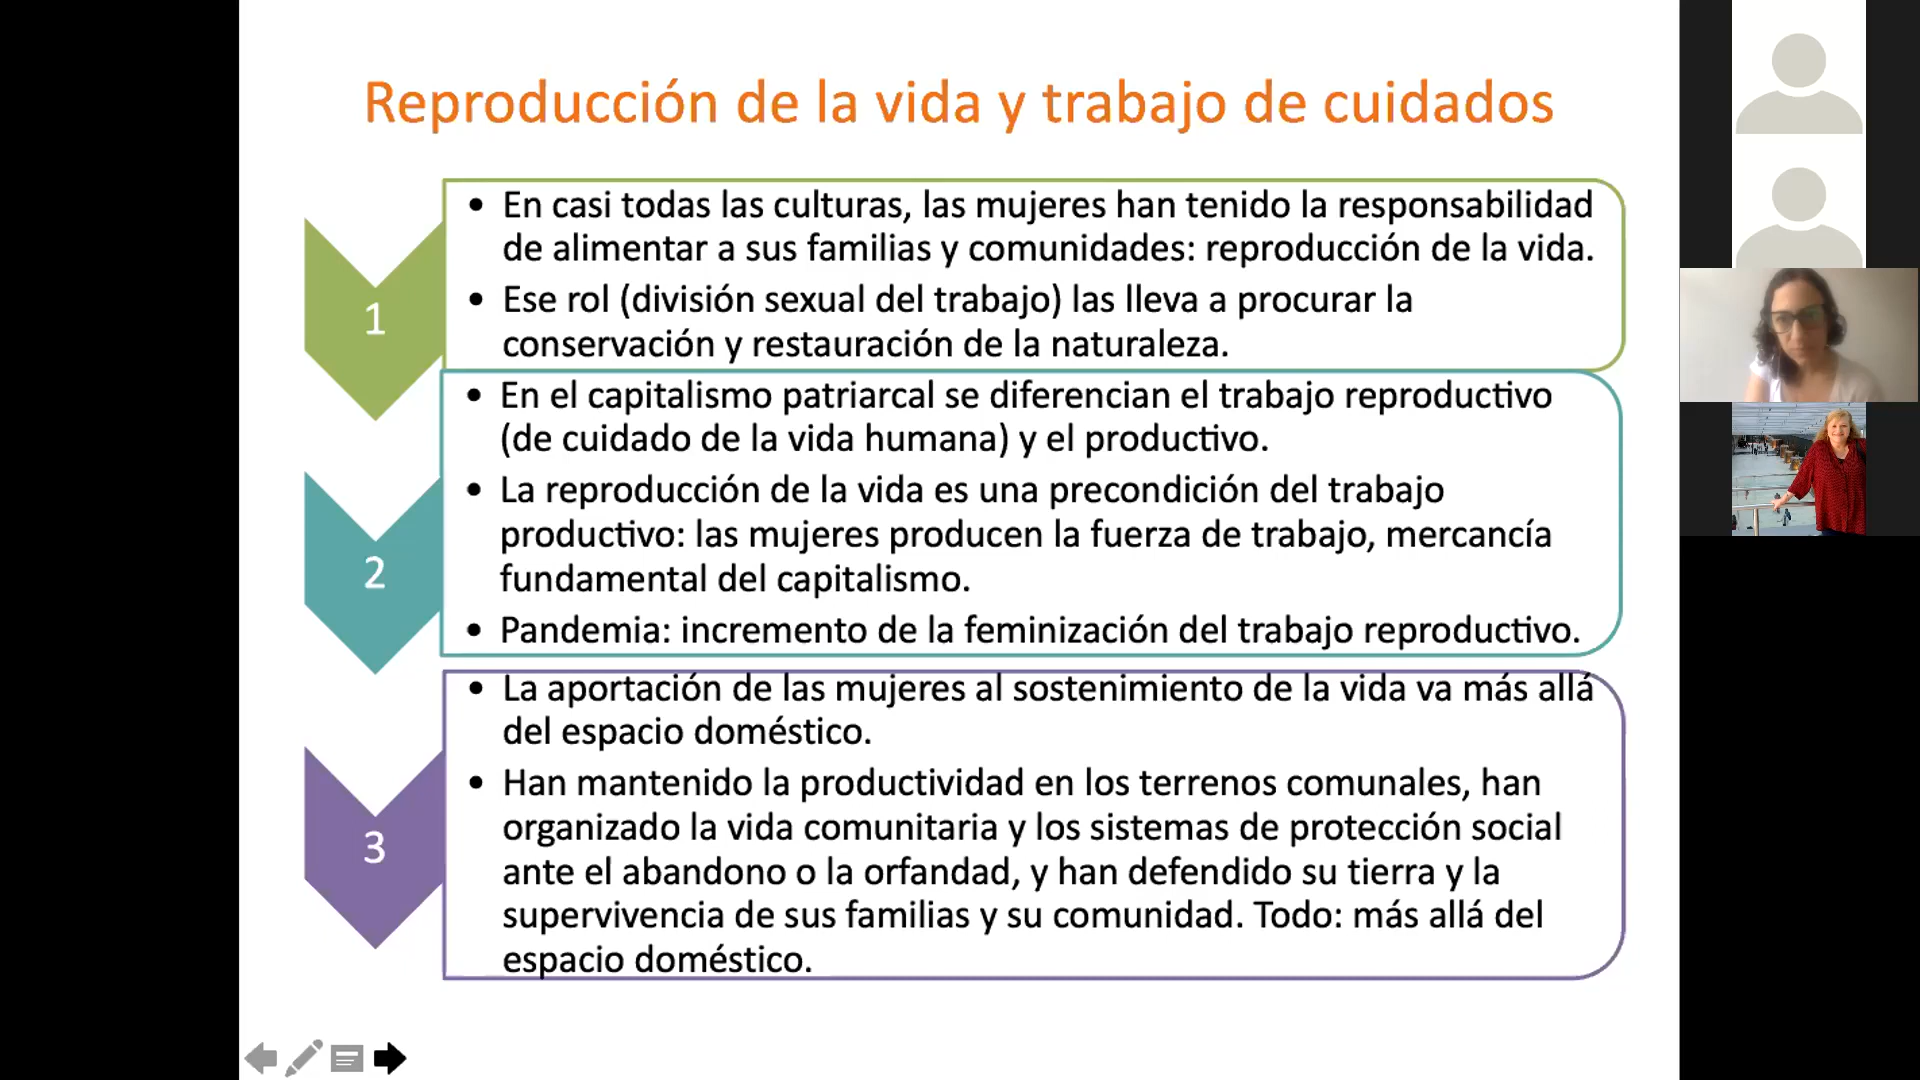 Reproducción de la vida y trabajo de cuidados
1
• En casi todas las culturas, las mujeres han tenido la responsabilidad
de alimentar a sus familias y comunidades: reproducción de la vida.
• Ese rol (división sexual del trabajo) las lleva a procurar la
conservación y restauración de la naturaleza.
2
• En el capitalismo patriarcal se diferencian el trabajo reproductivo
(de cuidado de la vida humana) y el productivo.
• La reproducción de la vida es una precondición del trabajo
productivo: las mujeres producen la fuerza de trabajo, mercancía
fundamental del capitalismo.
• Pandemia: incremento de la feminización del trabajo reproductivo.
3
• La aportación de las mujeres al sostenimiento de la vida va más allá
del espacio doméstico.
• Han mantenido la productividad en los terrenos comunales, han
organizado la vida comunitaria y los sistemas de protección social
ante el abandono o la orfandad, y han defendido su tierra y la
supervivencia de sus familias y su comunidad. Todo: más allá del
espacio doméstico.